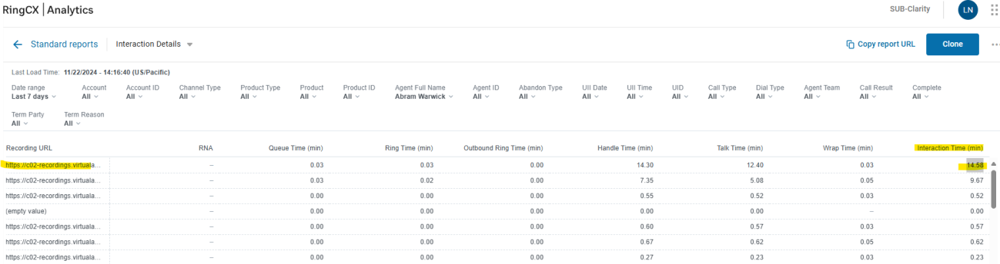 RingCX | Analytics SUB-Clarity LN
Standard reports Interaction Details Copy report URL Clone
Last Load Time: 11/22/2024 - 14:16:40 (US/Pacific)
Date range Account Account ID Channel Type Product Type Product Product ID Agent Full Name Agent ID Abandon Type UII Date UII Time UID Call Type Dial Type Agent Team Call Result Complete
Last 7 days All All All All All All Abram Warwick All All All All All All All All All All
Term Party Term Reason
All All
Recording URL RNA Queue Time (min) Ring Time (min) Outbound Ring Time (min) Handle Time (min) Talk Time (min) Wrap Time (min) Interaction Time (min)
https://c02-recordings.virtuala... – 0.03 0.03 0.00 14.30 12.40 0.03 14.58
https://c02-recordings.virtuala... – 0.03 0.02 0.00 7.35 5.08 0.05 9.67
https://c02-recordings.virtuala... – 0.00 0.00 0.00 0.55 0.52 0.03 0.52
(empty value) – 0.00 0.00 0.00 0.00 0.00 – 0.00
https://c02-recordings.virtuala... – 0.00 0.00 0.00 0.60 0.57 0.03 0.57
https://c02-recordings.virtuala... – 0.00 0.00 0.00 0.67 0.62 0.05 0.62
https://c02-recordings.virtuala... – 0.00 0.00 0.00 0.27 0.23 0.03 0.23